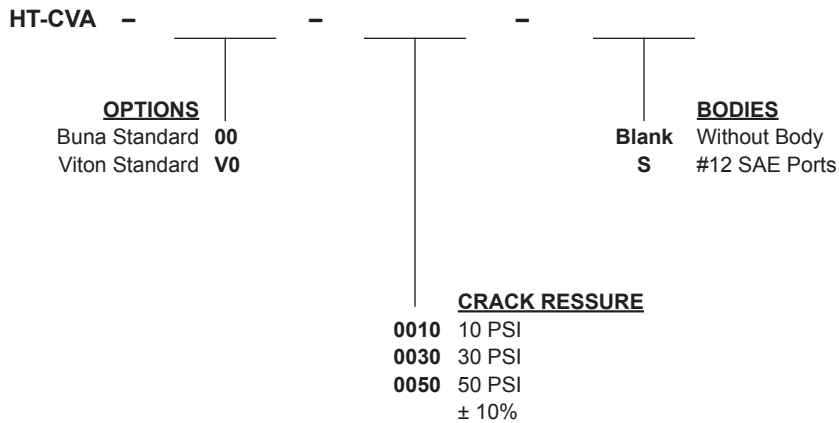 HT-CVA – – –
OPTIONS
Buna Standard 00
Viton Standard V0
BODIES
Blank Without Body
S #12 SAE Ports
CRACK RESSURE
0010 10 PSI
0030 30 PSI
0050 50 PSI
± 10%